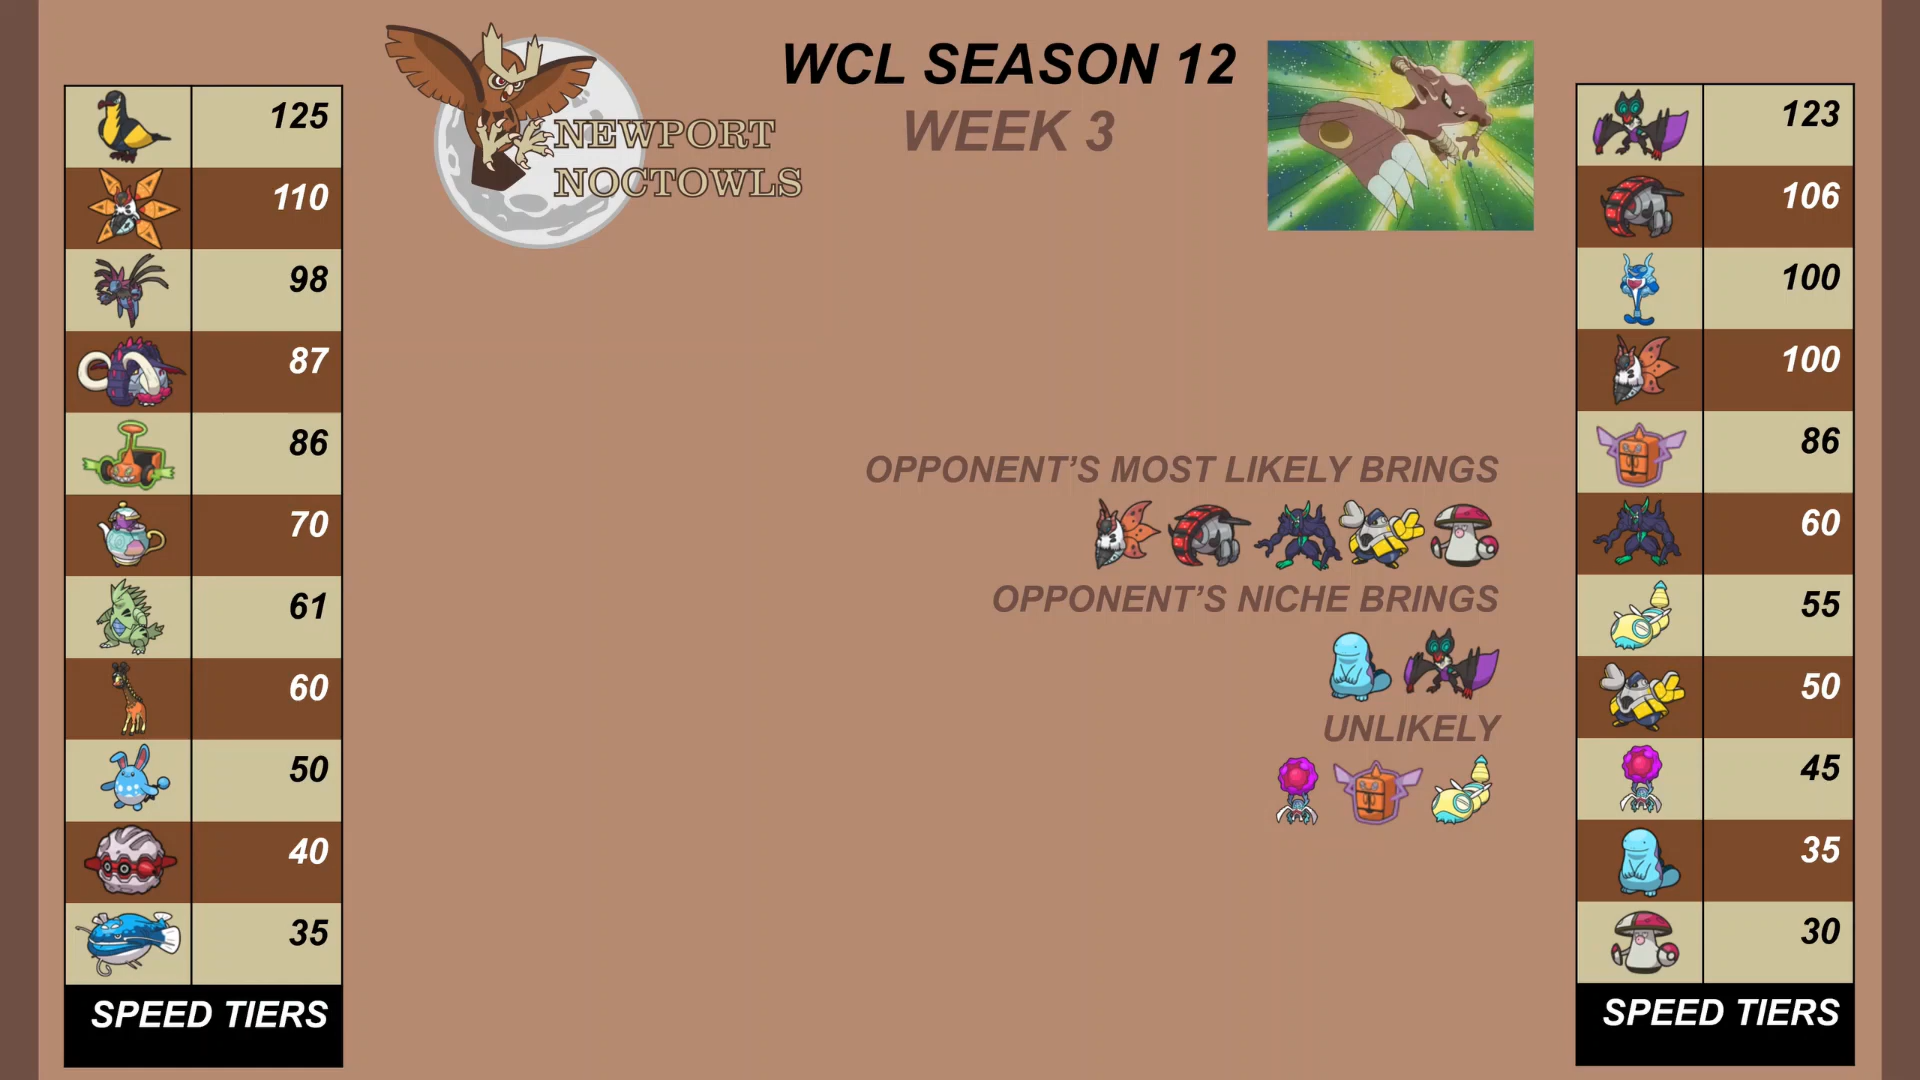 WCL SEASON 12
WEEK 3
NEWPORT
NOCTOWLS
125
110
98
87
86
70
61
60
50
40
35
SPEED TIERS
OPPONENT’S MOST LIKELY BRINGS
OPPONENT’S NICHE BRINGS
UNLIKELY
123
106
100
100
86
60
55
50
45
35
30
SPEED TIERS